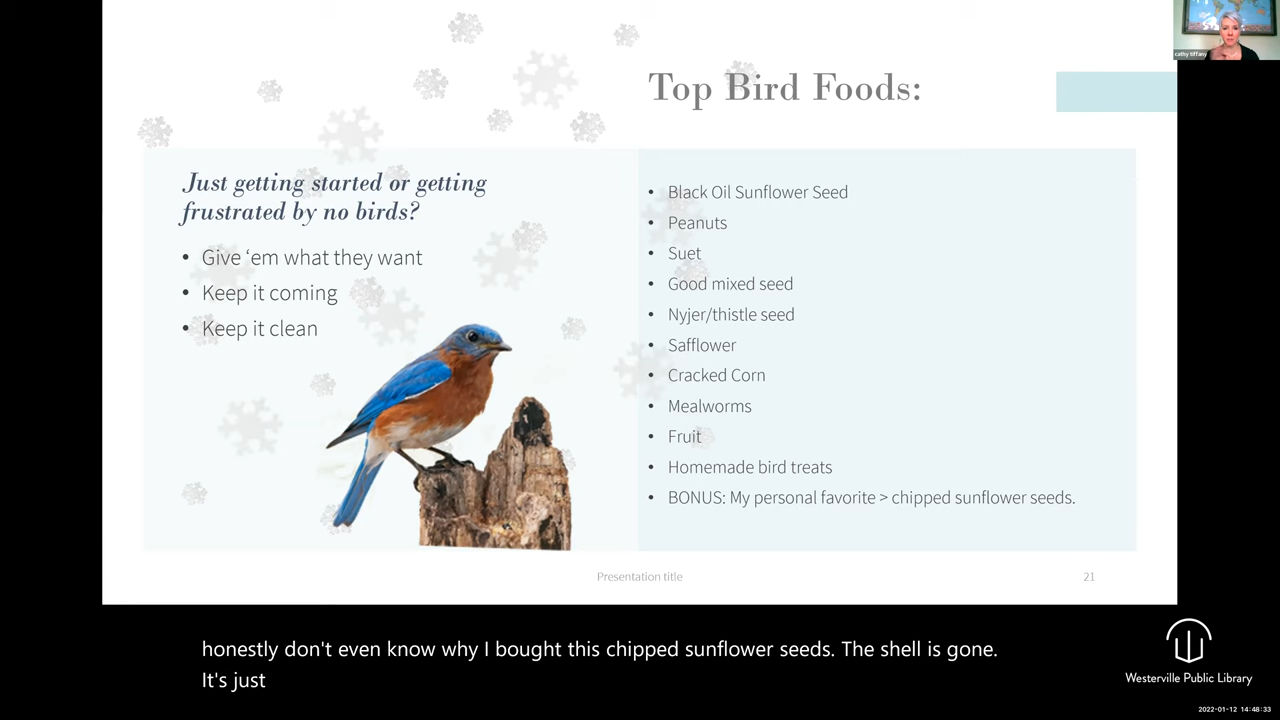 cathy tiffany
Top Bird Foods:
Just getting started or getting
frustrated by no birds?
• Give ‘em what they want
• Keep it coming
• Keep it clean
• Black Oil Sunflower Seed
• Peanuts
• Suet
• Good mixed seed
• Nyjer/thistle seed
• Safflower
• Cracked Corn
• Mealworms
• Fruit
• Homemade bird treats
• BONUS: My personal favorite > chipped sunflower seeds.
Presentation title
21
honestly don't even know why I bought this chipped sunflower seeds. The shell is gone.
It's just
Westerville Public Library
2022-01-12 14:48:33